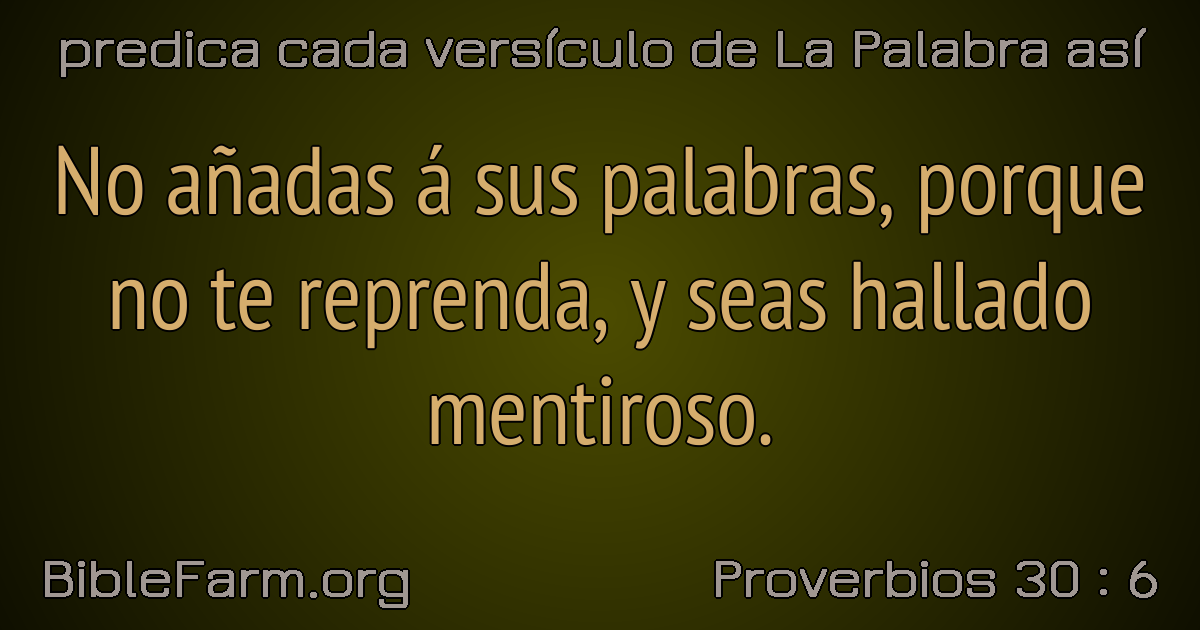 predica cada versículo de La Palabra así
No añadas á sus palabras, porque
no te reprenda, y seas hallado
mentiroso.
BibleFarm.org
Proverbios 30 : 6